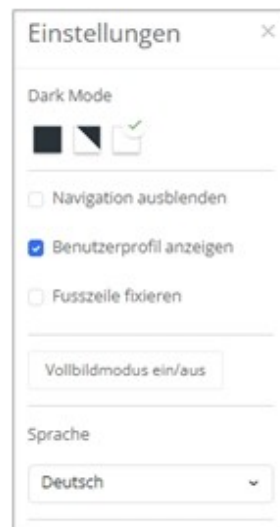 Einstellungen
Dark Mode
Navigation ausblenden
Benutzerprofil anzeigen
Fusszeile fixieren
Vollbildmodus ein/aus
Sprache
Deutsch